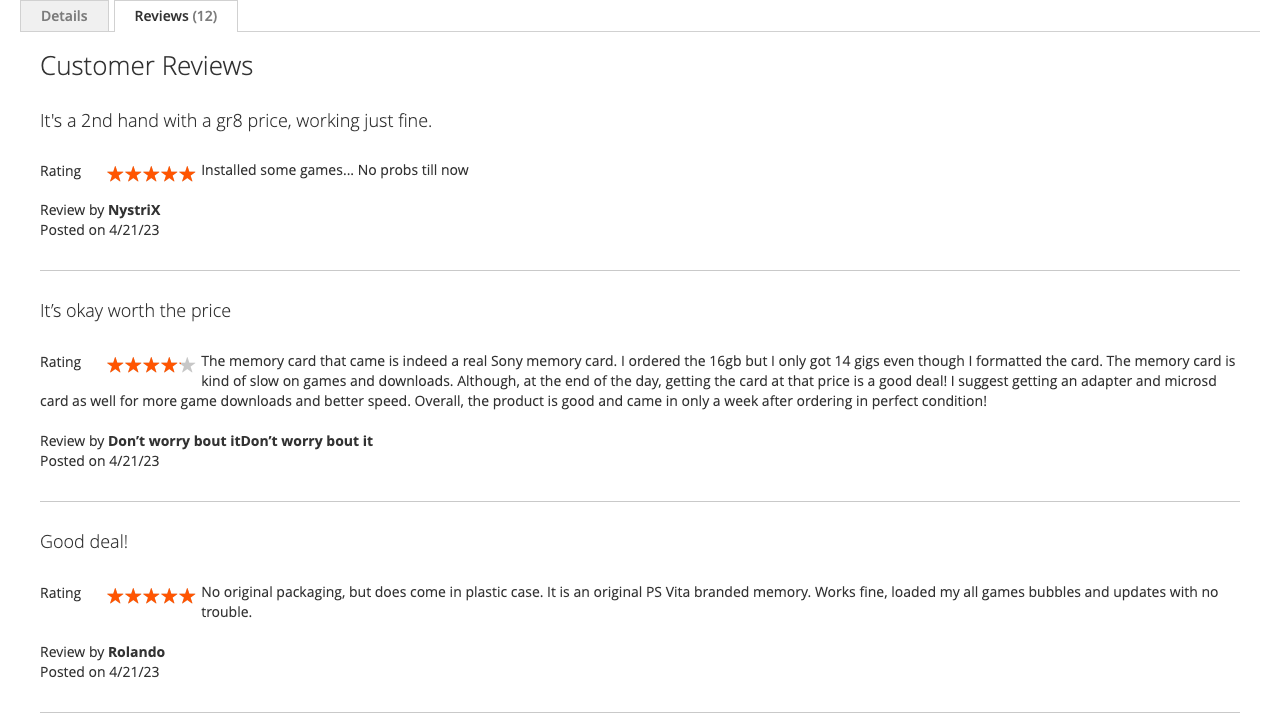 Details
Reviews (12)
Customer Reviews
It's a 2nd hand with a gr8 price, working just fine.
Rating
Installed some games... No probs till now
Review by NystriX
Posted on 4/21/23
It’s okay worth the price
Rating
The memory card that came is indeed a real Sony memory card. I ordered the 16gb but I only got 14 gigs even though I formatted the card. The memory card is
kind of slow on games and downloads. Although, at the end of the day, getting the card at that price is a good deal! I suggest getting an adapter and microsd
card as well for more game downloads and better speed. Overall, the product is good and came in only a week after ordering in perfect condition!
Review by Don’t worry bout itDon’t worry bout it
Posted on 4/21/23
Good deal!
Rating
No original packaging, but does come in plastic case. It is an original PS Vita branded memory. Works fine, loaded my all games bubbles and updates with no
trouble.
Review by Rolando
Posted on 4/21/23